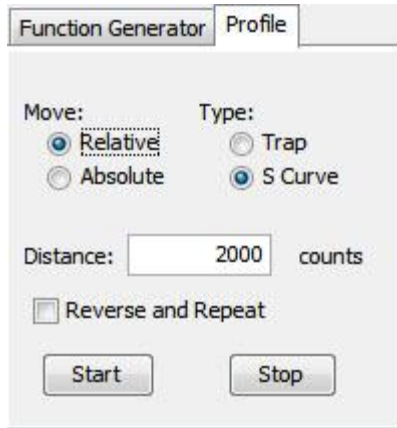 Function Generator Profile
Move: Type:
Relative Trap
Absolute S Curve
Distance: 2000 counts
Reverse and Repeat
Start Stop